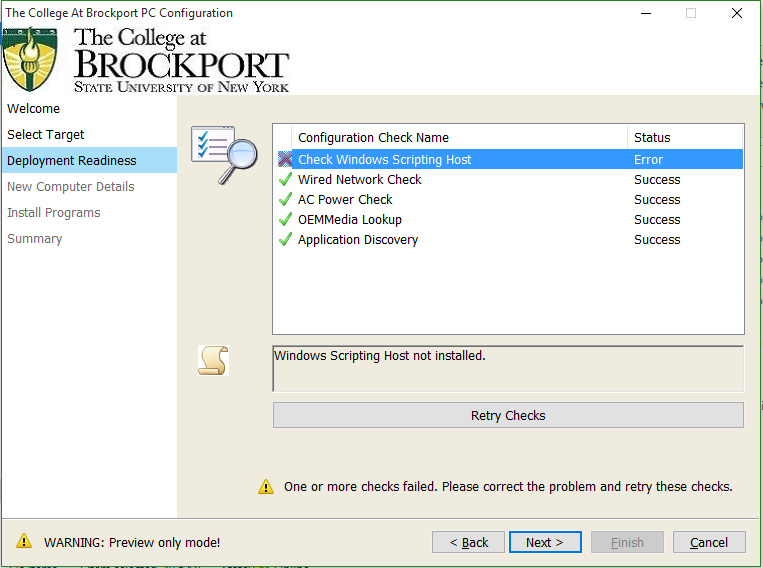 The College At Brockport PC Configuration
1835
The College at
BROCKPORT
STATE UNIVERSITY OF NEW YORK
Welcome
Select Target
Deployment Readiness
New Computer Details
Install Programs
Summary
Configuration Check Name Status
Check Windows Scripting Host Error
Wired Network Check Success
AC Power Check Success
OEMMedia Lookup Success
Application Discovery Success
Windows Scripting Host not installed.
Retry Checks
One or more checks failed. Please correct the problem and retry these checks.
WARNING: Preview only mode!
< Back Next > Finish Cancel